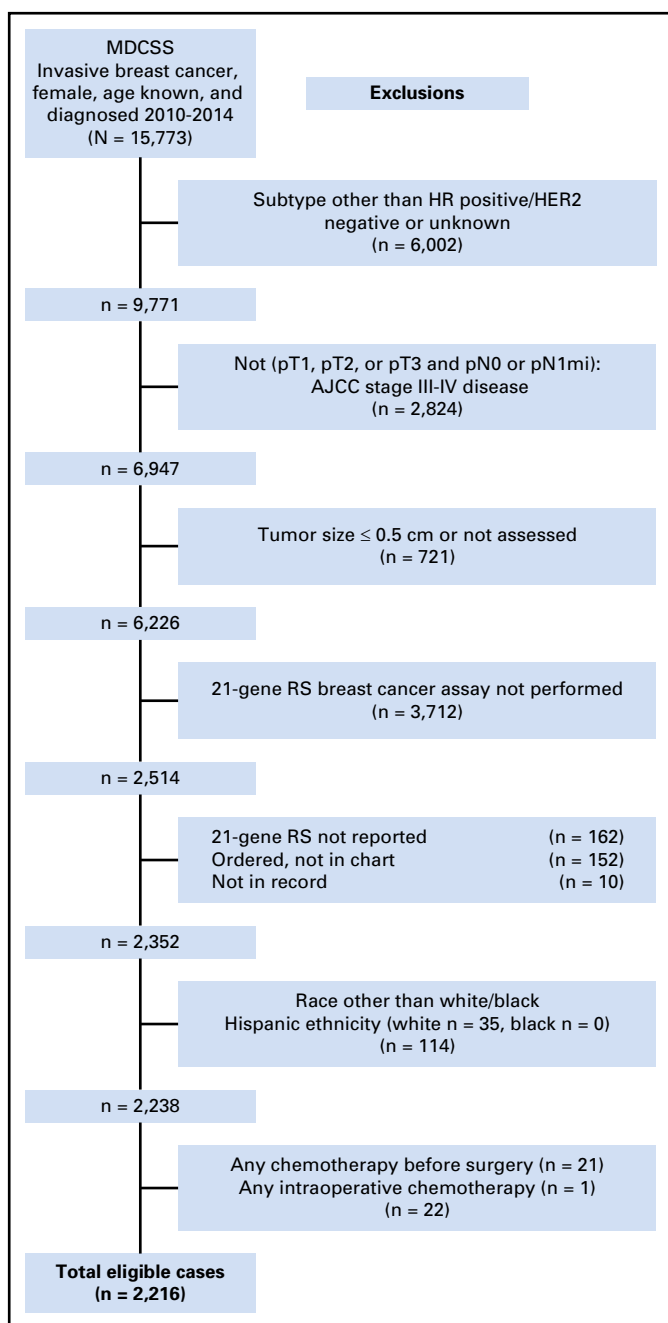 MDCSS
Invasive breast cancer,
female, age known, and
diagnosed 2010-2014
(N = 15,773)
Exclusions
Subtype other than HR positive/HER2
negative or unknown
(n = 6,002)
n = 9,771
Not (pT1, pT2, or pT3 and pN0 or pN1mi):
AJCC stage III-IV disease
(n = 2,824)
n = 6,947
Tumor size ≤ 0.5 cm or not assessed
(n = 721)
n = 6,226
21-gene RS breast cancer assay not performed
(n = 3,712)
n = 2,514
21-gene RS not reported (n = 162)
Ordered, not in chart (n = 152)
Not in record (n = 10)
n = 2,352
Race other than white/black
Hispanic ethnicity (white n = 35, black n = 0)
(n = 114)
n = 2,238
Any chemotherapy before surgery (n = 21)
Any intraoperative chemotherapy (n = 1)
(n = 22)
Total eligible cases
(n = 2,216)